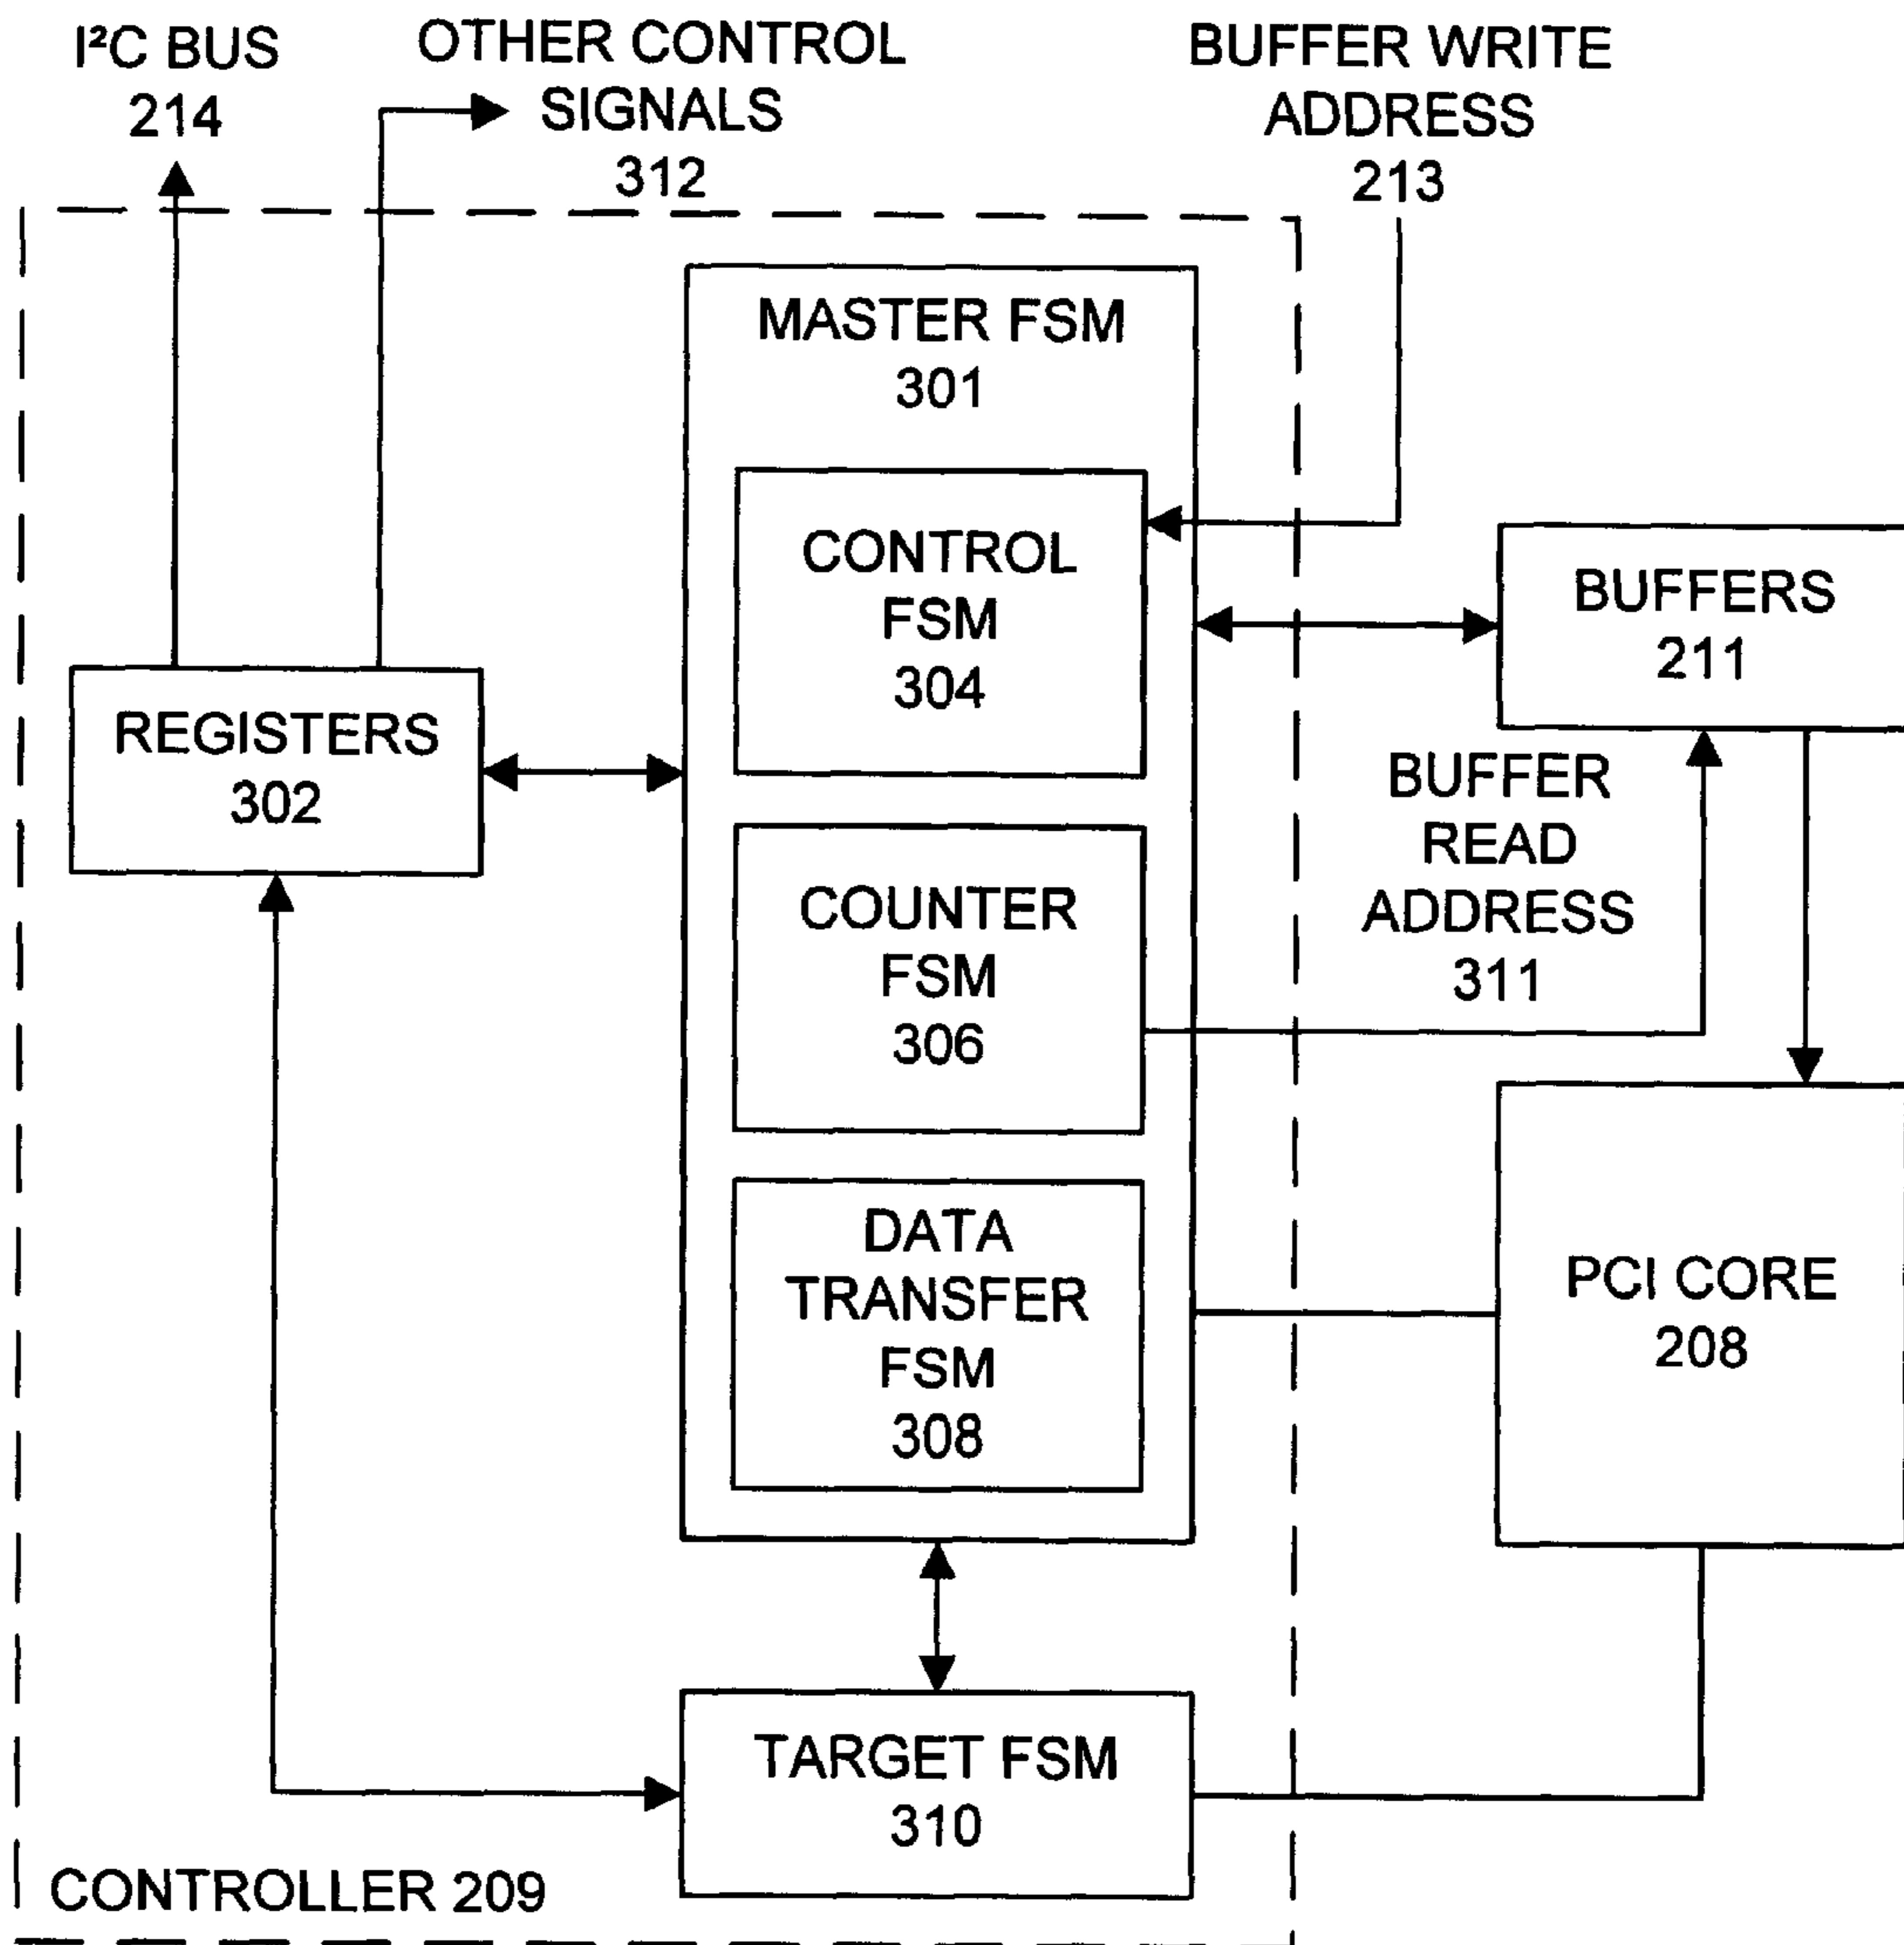 I²C BUS
214
OTHER CONTROL
SIGNALS
312
BUFFER WRITE
ADDRESS
213
MASTER FSM
301
CONTROL
FSM
304
BUFFERS
211
REGISTERS
302
BUFFER
READ
ADDRESS
311
COUNTER
FSM
306
DATA
TRANSFER
FSM
308
PCI CORE
208
TARGET FSM
310
CONTROLLER 209